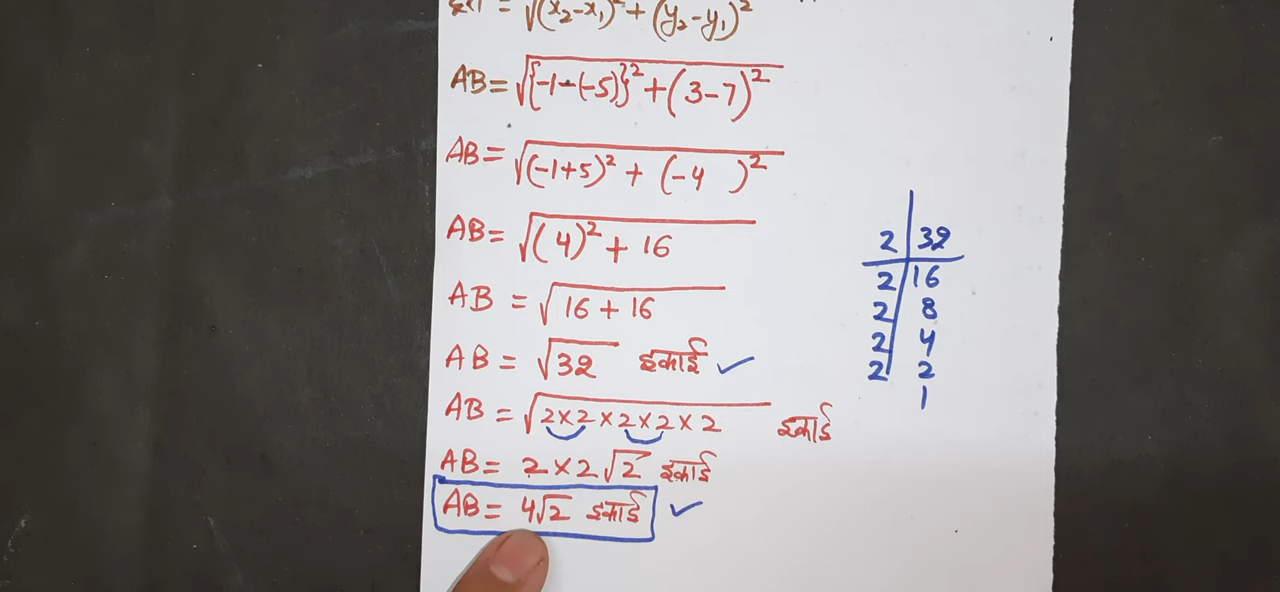 दूरी = √(x₂-x₁)² + (y₂-y₁)²
AB = √{-1-(-5)}² + (3-7)²
AB = √(-1+5)² + (-4 )²
AB = √(4)² + 16
AB = √16 + 16
AB = √32 इकाई ✓
AB = √2×2×2×2×2 इकाई
AB = 2×2√2 इकाई
AB = 4√2 इकाई ✓
2 | 32
2 | 16
2 | 8
2 | 4
2 | 2
1